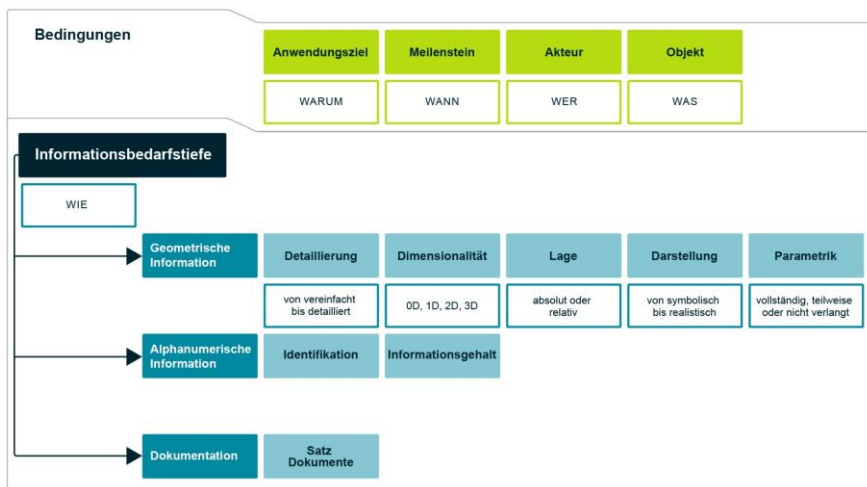 Bedingungen
Anwendungsziel
Meilenstein
Akteur
Objekt
WARUM
WANN
WER
WAS
Informationsbedarfstiefe
WIE
Geometrische
Information
Detaillierung
Dimensionalität
Lage
Darstellung
Parametrik
von vereinfacht
bis detailliert
0D, 1D, 2D, 3D
absolut oder
relativ
von symbolisch
bis realistisch
vollständig, teilweise
oder nicht verlangt
Alphanumerische
Information
Identifikation
Informationsgehalt
Dokumentation
Satz
Dokumente